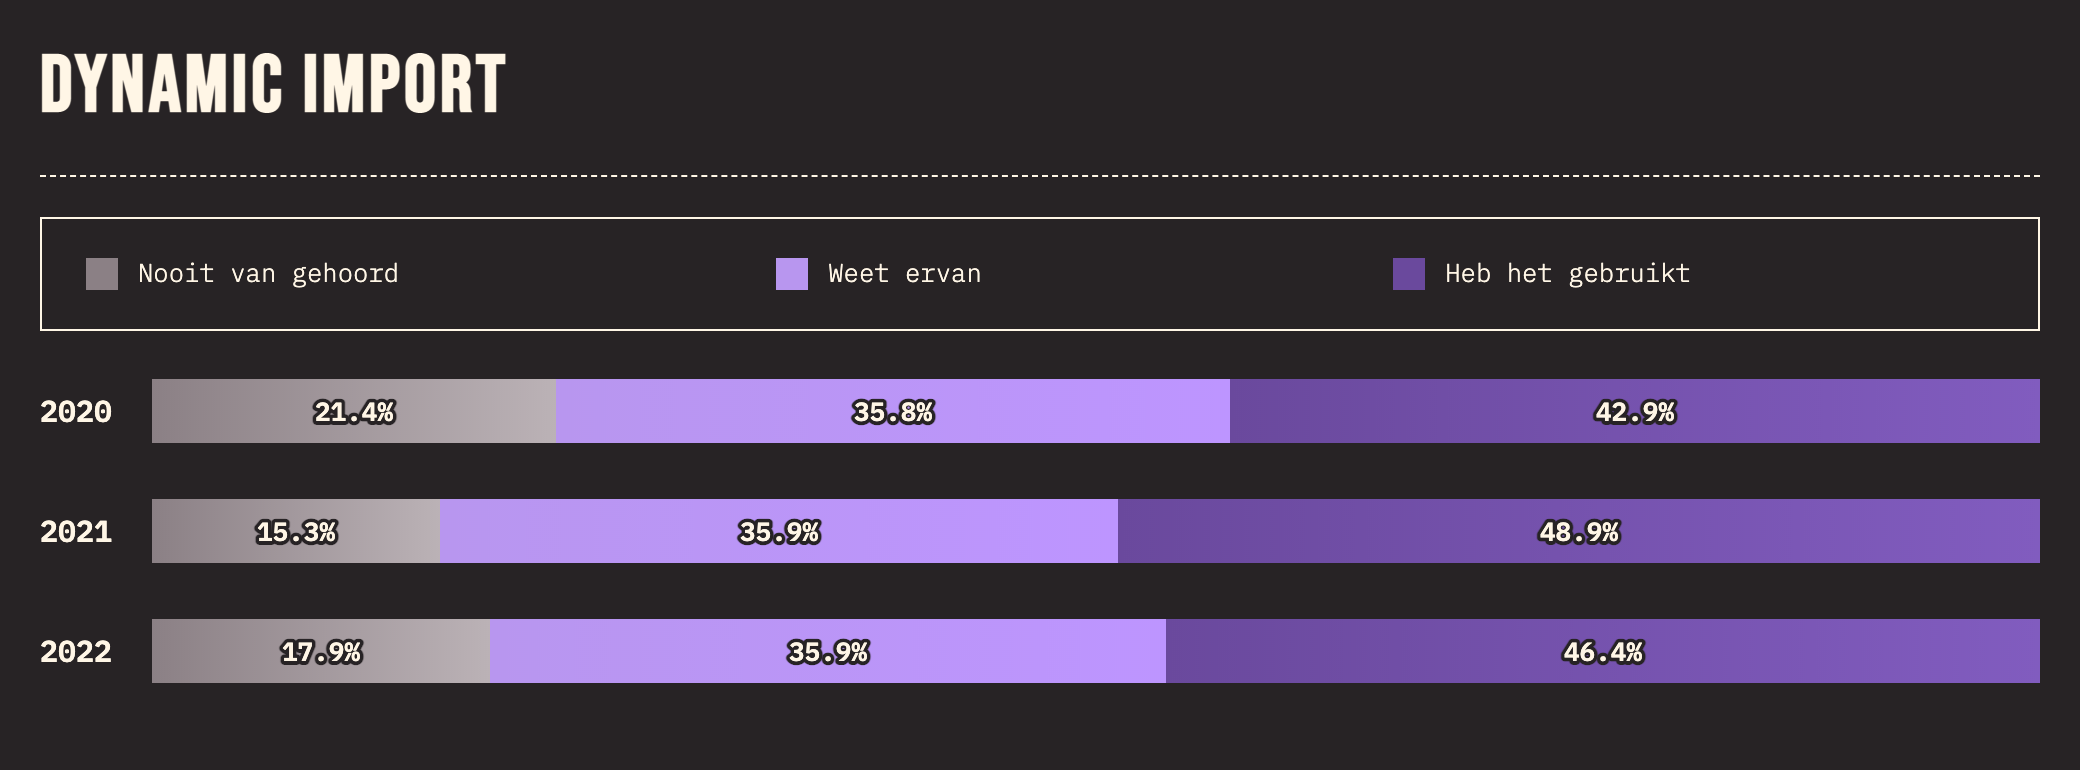 DYNAMIC IMPORT
Nooit van gehoord Weet ervan Heb het gebruikt
2020 21.4% 35.8% 42.9%
2021 15.3% 35.9% 48.9%
2022 17.9% 35.9% 46.4%